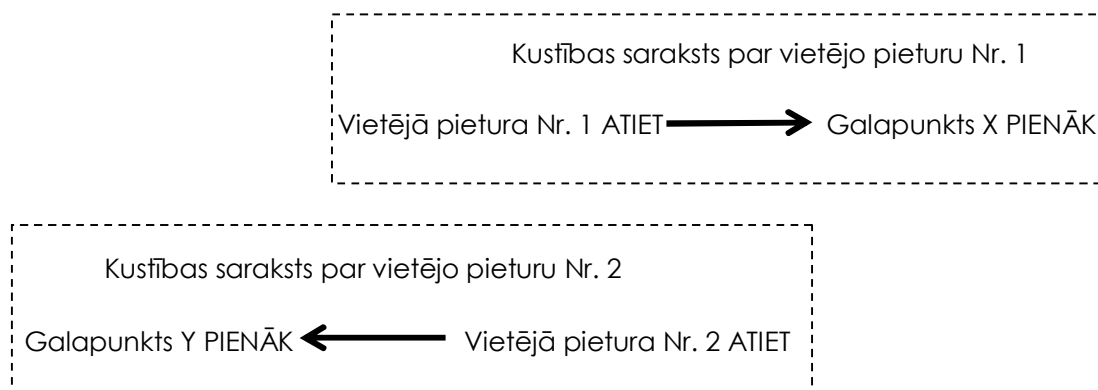 Kustības saraksts par vietējo pieturu Nr. 1
Vietējā pietura Nr. 1 ATIET Galapunkts X PIENĀK
Kustības saraksts par vietējo pieturu Nr. 2
Galapunkts Y PIENĀK Vietējā pietura Nr. 2 ATIET